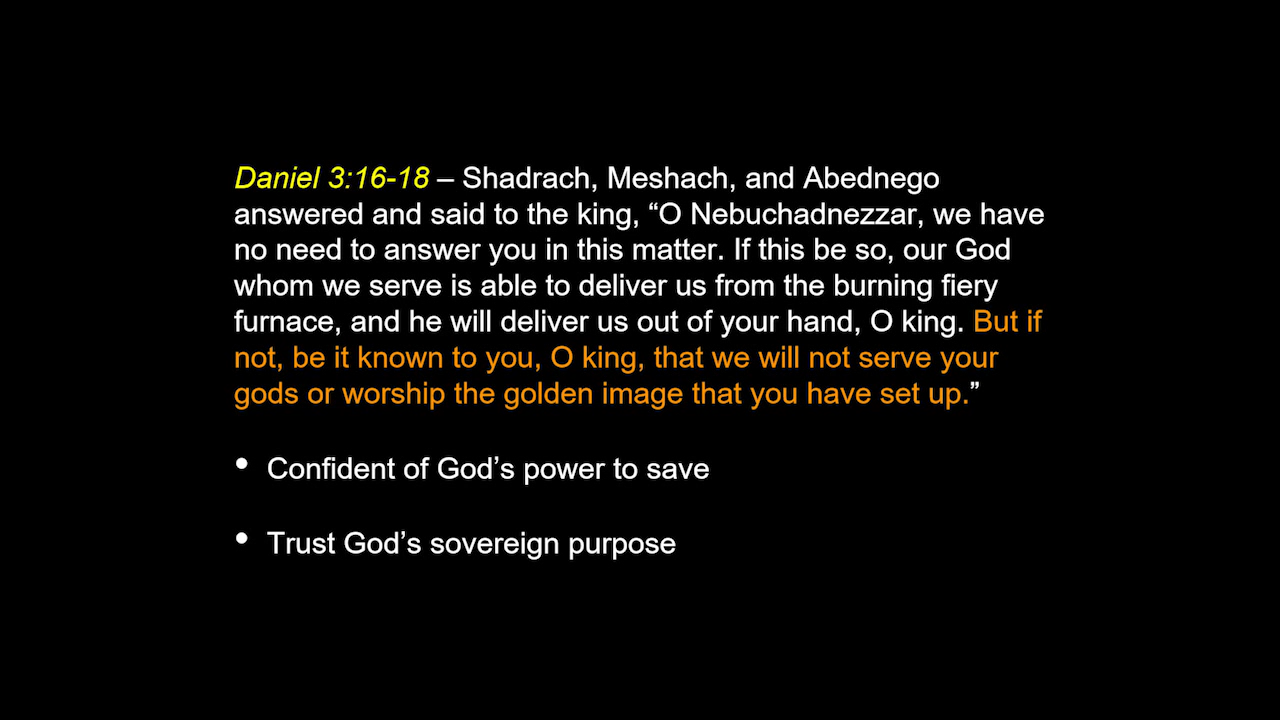 Daniel 3:16-18 – Shadrach, Meshach, and Abednego
answered and said to the king, “O Nebuchadnezzar, we have
no need to answer you in this matter. If this be so, our God
whom we serve is able to deliver us from the burning fiery
furnace, and he will deliver us out of your hand, O king. But if
not, be it known to you, O king, that we will not serve your
gods or worship the golden image that you have set up.”
• Confident of God’s power to save
• Trust God’s sovereign purpose